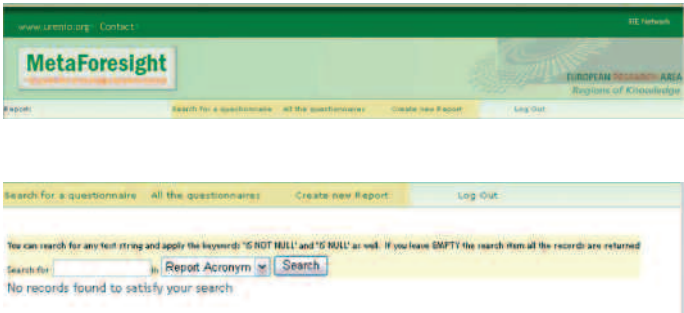 www.urenio.org Contact
IRE Network
MetaForesight
EUROPEAN RESEARCH AREA
Regions of Knowledge
Report: Search for a questionnaire All the questionnaires Create new Report Log Out
Search for a questionnaire All the questionnaires Create new Report Log Out
You can search for any text string and apply the keywords 'IS NOT NULL' and 'IS NULL' as well. If you leave EMPTY the search item all the records are returned
Search for in Report Acronym Search
No records found to satisfy your search